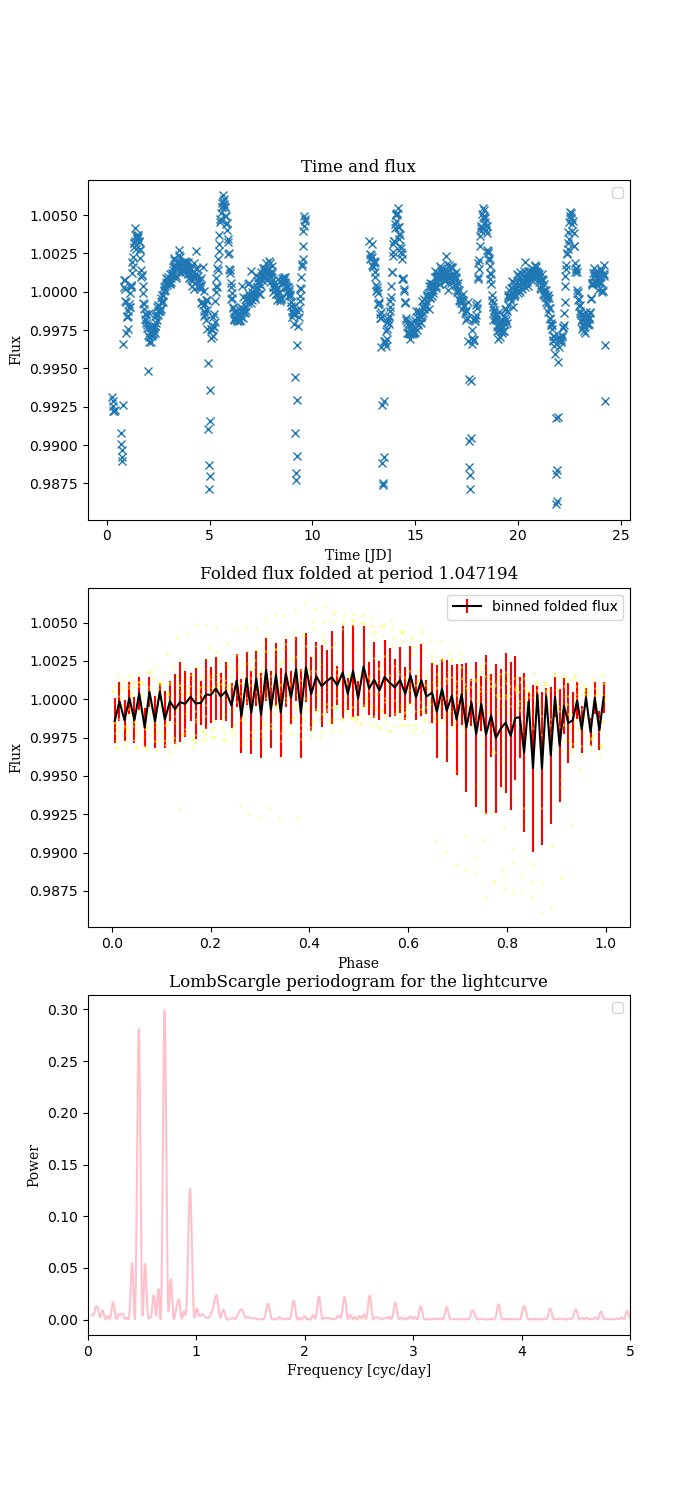 Time and flux
1.0050
1.0025
1.0000
0.9975
0.9950
0.9925
0.9900
0.9875
Flux
0 5 10 15 20 25
Time [JD]
Folded flux folded at period 1.047194
binned folded flux
1.0050
1.0025
1.0000
0.9975
0.9950
0.9925
0.9900
0.9875
Flux
0.0 0.2 0.4 0.6 0.8 1.0
Phase
LombScargle periodogram for the lightcurve
0.30
0.25
0.20
0.15
0.10
0.05
0.00
Power
0 1 2 3 4 5
Frequency [cyc/day]